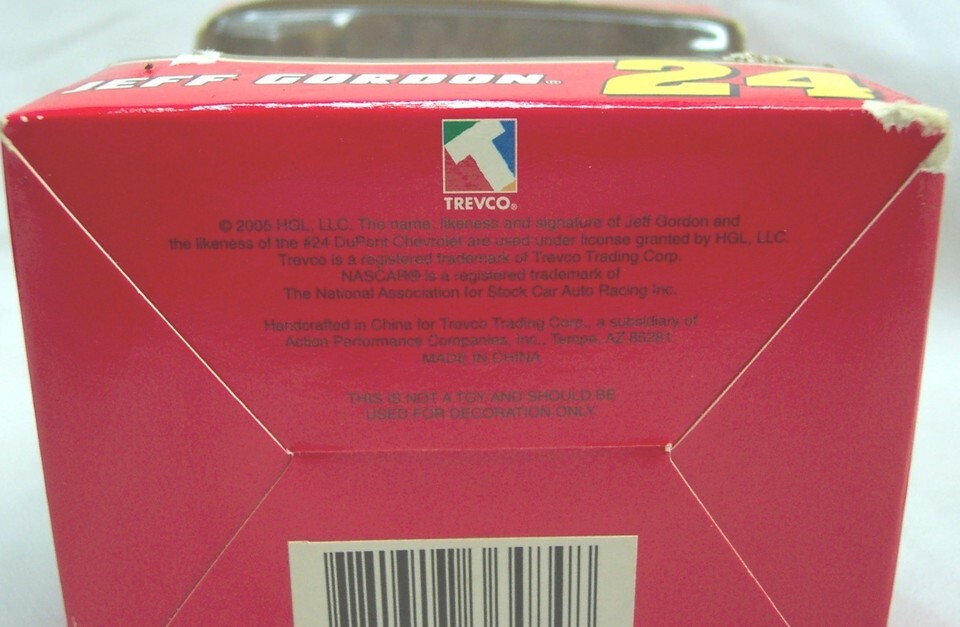 JEFF GORDON 24
TREVCO®
© 2005 HGL, LLC. The name, likeness and signature of Jeff Gordon and
the likeness of the #24 DuPont Chevrolet are used under license granted by HGL, LLC.
Trevco is a registered trademark of Trevco Trading Corp.
NASCAR® is a registered trademark of
The National Association for Stock Car Auto Racing Inc.
Handcrafted in China for Trevco Trading Corp., a subsidiary of
Action Performance Companies, Inc., Tempe, AZ 85281
MADE IN CHINA
THIS IS NOT A TOY AND SHOULD BE
USED FOR DECORATION ONLY.